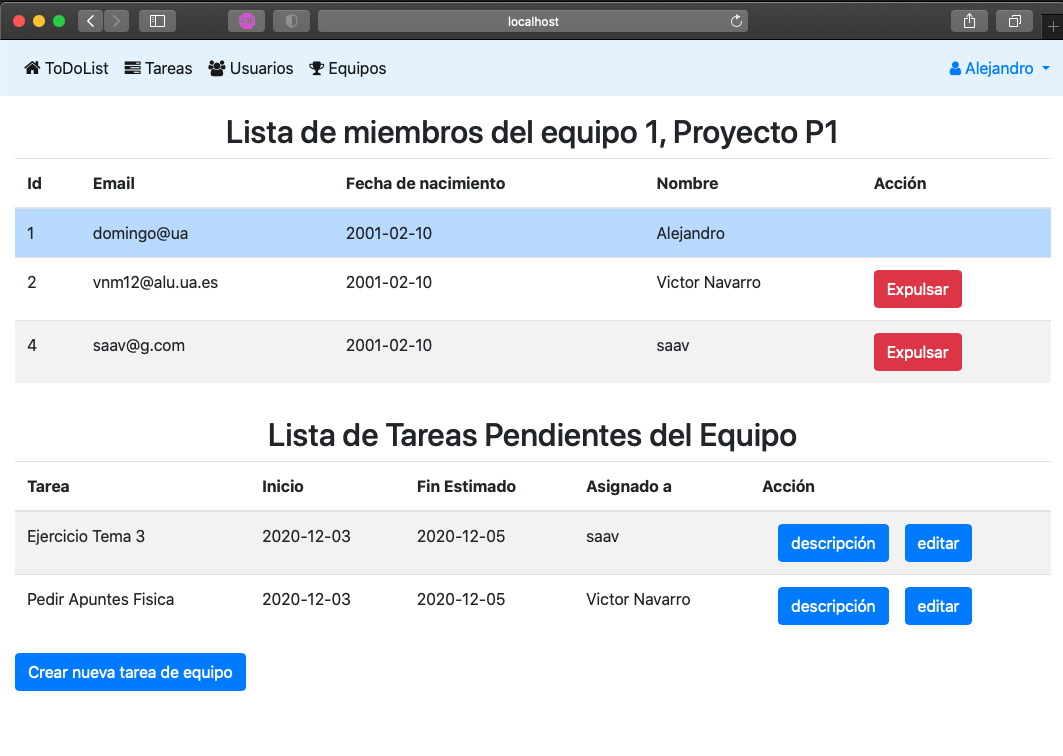 localhost
ToDoList Tareas Usuarios Equipos Alejandro
Lista de miembros del equipo 1, Proyecto P1
Id Email Fecha de nacimiento Nombre Acción
1 domingo@ua 2001-02-10 Alejandro
2 vnm12@alu.ua.es 2001-02-10 Victor Navarro Expulsar
4 saav@g.com 2001-02-10 saav Expulsar
Lista de Tareas Pendientes del Equipo
Tarea Inicio Fin Estimado Asignado a Acción
Ejercicio Tema 3 2020-12-03 2020-12-05 saav descripción editar
Pedir Apuntes Fisica 2020-12-03 2020-12-05 Victor Navarro descripción editar
Crear nueva tarea de equipo